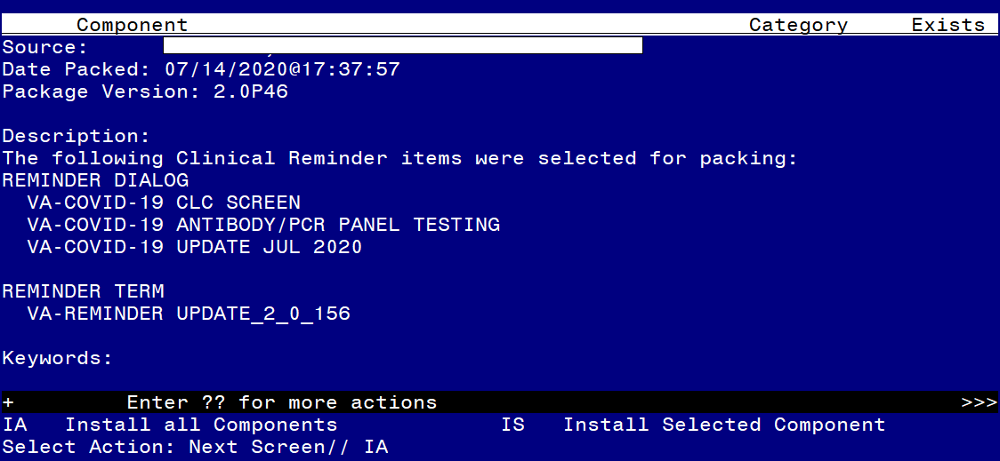 Component Category Exists
Source:
Date Packed: 07/14/2020@17:37:57
Package Version: 2.0P46
Description:
The following Clinical Reminder items were selected for packing:
REMINDER DIALOG
VA-COVID-19 CLC SCREEN
VA-COVID-19 ANTIBODY/PCR PANEL TESTING
VA-COVID-19 UPDATE JUL 2020
REMINDER TERM
VA-REMINDER UPDATE_2_0_156
Keywords:
+ Enter ?? for more actions >>>
IA Install all Components IS Install Selected Component
Select Action: Next Screen// IA